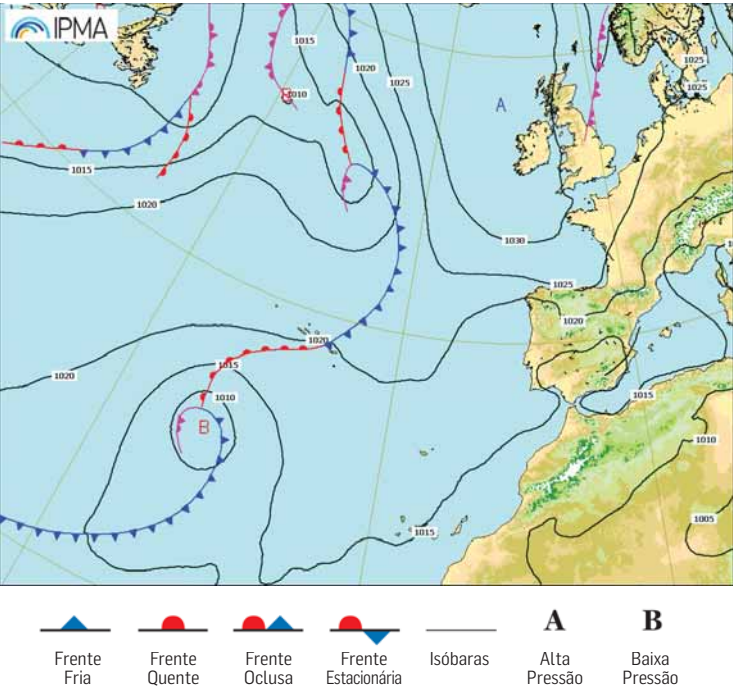 IPMA
1015
1020
1025
1010
1025
1025
A
1015
1020
1030
1025
1020
1020
1015
1020
1010
1015
B
1010
1005
1015
A B
Frente Fria
Frente Quente
Frente Oclusa
Frente Estacionária
Isóbaras
Alta Pressão
Baixa Pressão